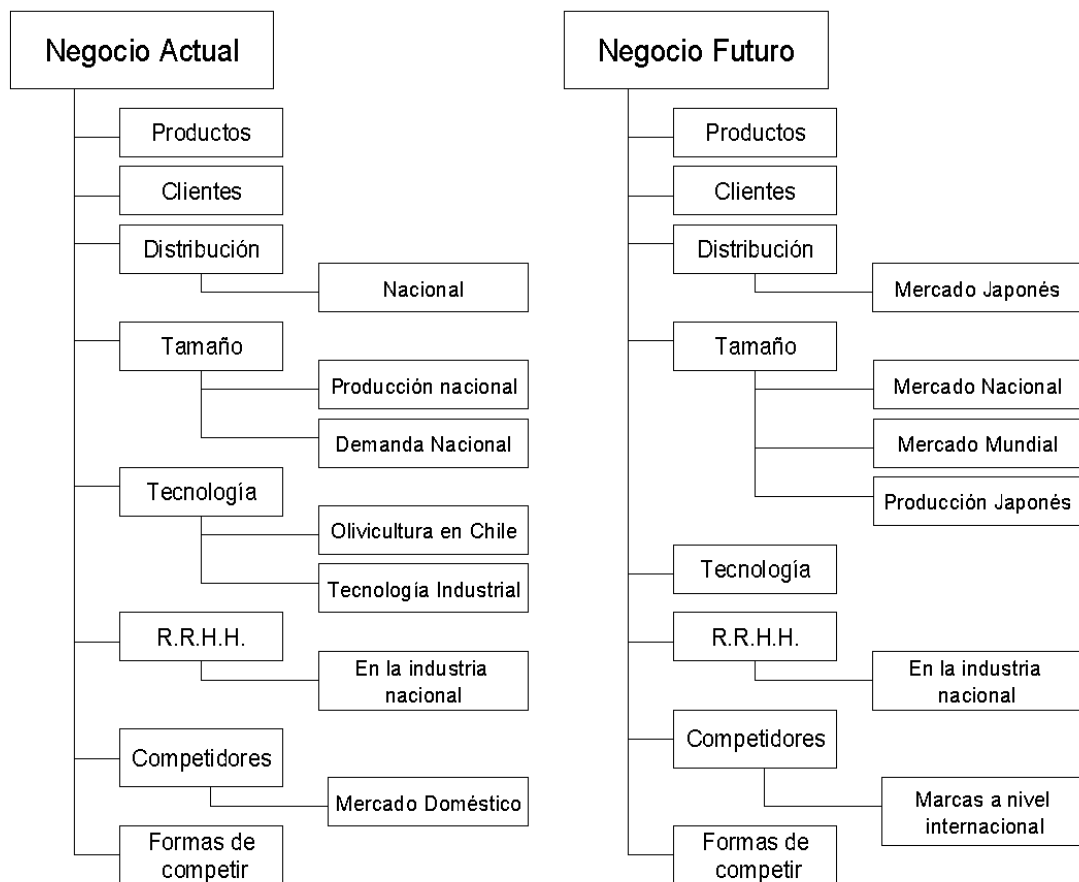 Negocio Actual
Productos
Clientes
Distribución
Nacional
Tamaño
Producción nacional
Demanda Nacional
Tecnología
Olivicultura en Chile
Tecnología Industrial
R.R.H.H.
En la industria
nacional
Competidores
Mercado Doméstico
Formas de
competir
Negocio Futuro
Productos
Clientes
Distribución
Mercado Japonés
Tamaño
Mercado Nacional
Mercado Mundial
Producción Japonés
Tecnología
R.R.H.H.
En la industria
nacional
Competidores
Marcas a nivel
internacional
Formas de
competir